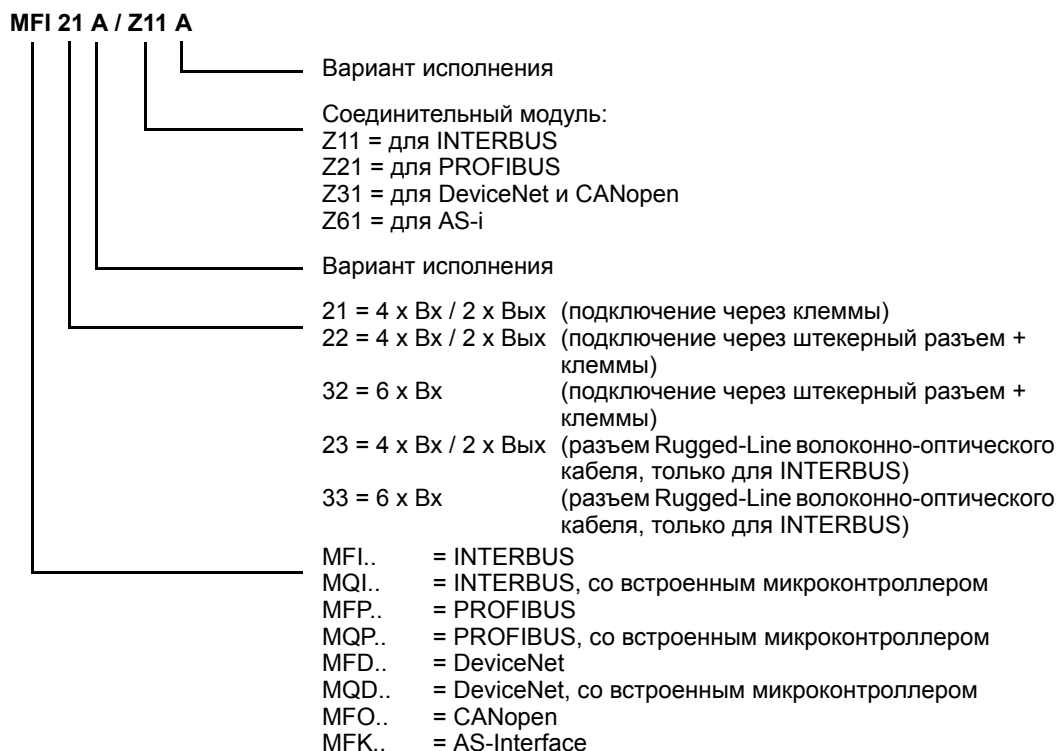 MFI 21 A / Z11 A
Вариант исполнения
Соединительный модуль:
Z11 = для INTERBUS
Z21 = для PROFIBUS
Z31 = для DeviceNet и CANopen
Z61 = для AS-i
Вариант исполнения
21 = 4 x Вх / 2 x Вых (подключение через клеммы)
22 = 4 x Вх / 2 x Вых (подключение через штекерный разъем +
клеммы)
32 = 6 x Вх (подключение через штекерный разъем +
клеммы)
23 = 4 x Вх / 2 x Вых (разъем Rugged-Line волоконно-оптического
кабеля, только для INTERBUS)
33 = 6 x Вх (разъем Rugged-Line волоконно-оптического
кабеля, только для INTERBUS)
MFI.. = INTERBUS
MQI.. = INTERBUS, со встроенным микроконтроллером
MFP.. = PROFIBUS
MQP.. = PROFIBUS, со встроенным микроконтроллером
MFD.. = DeviceNet
MQD.. = DeviceNet, со встроенным микроконтроллером
MFO.. = CANopen
MFK.. = AS-Interface